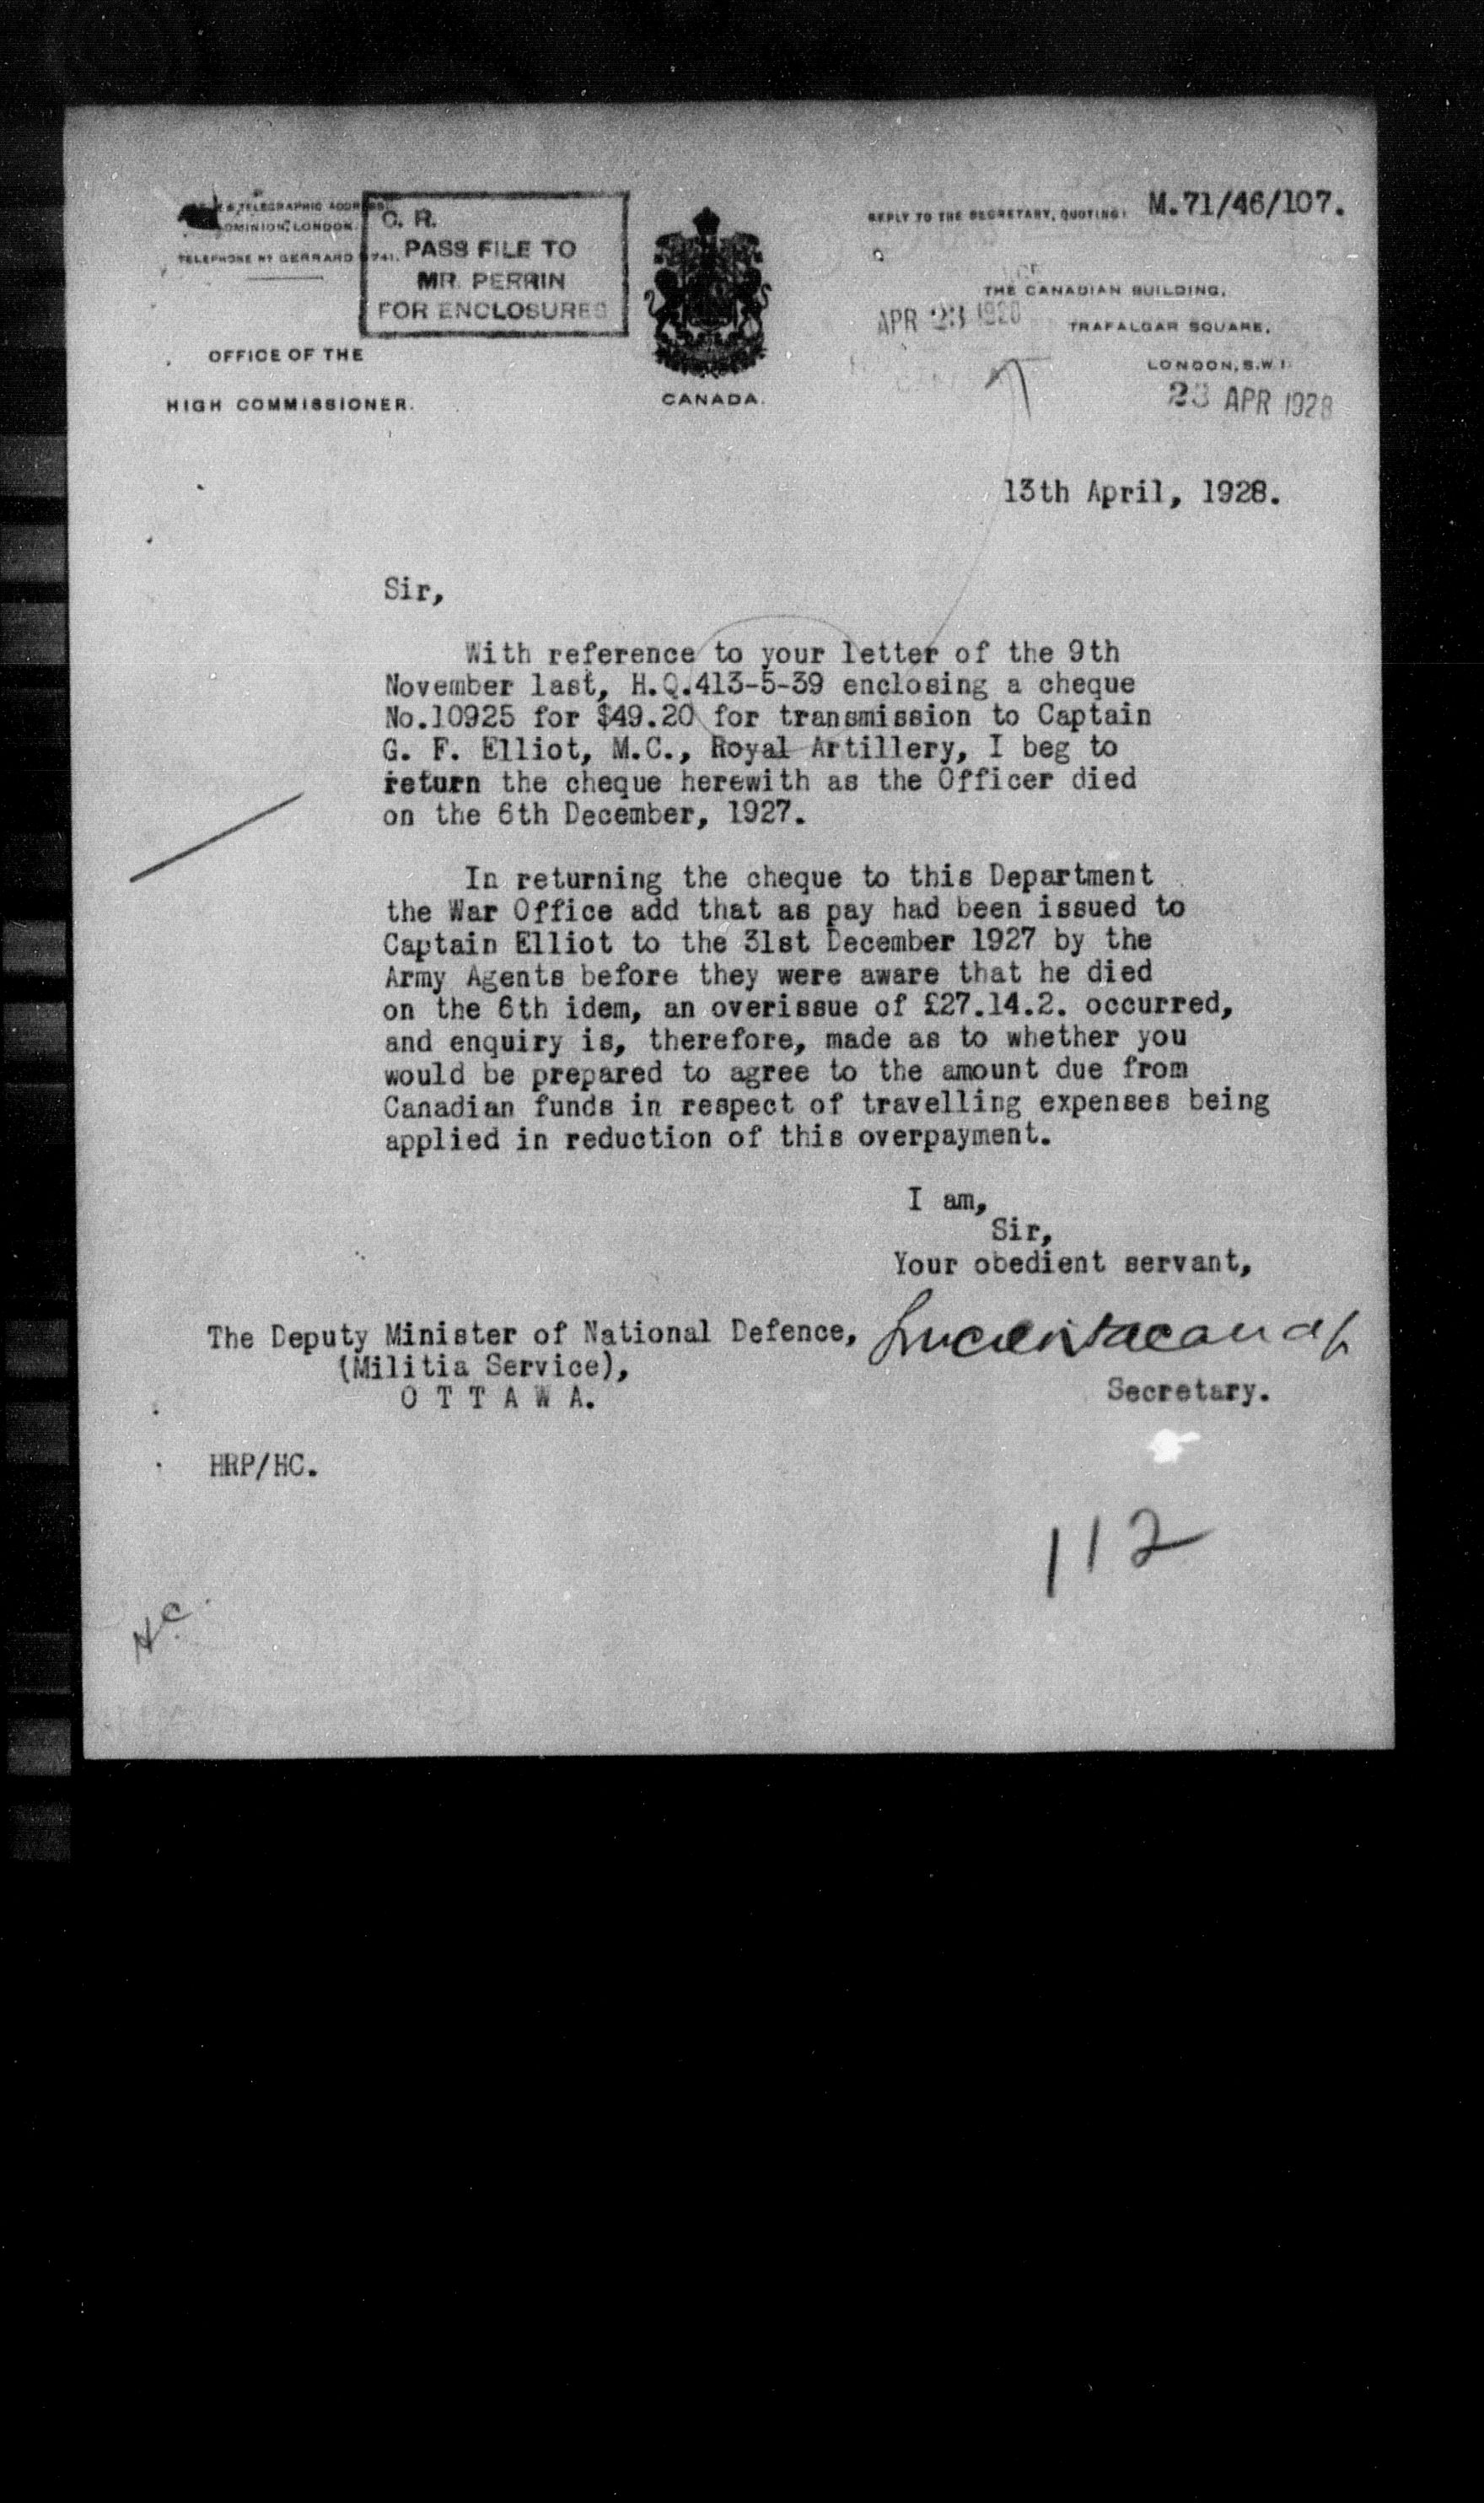 TELEGRAPHIC ADDRESS
DOMINION, LONDON.
TELEPHONE Nº GERRARD 9741.
C. R.
PASS FILE TO
MR. PERRIN
FOR ENCLOSURES
OFFICE OF THE
HIGH COMMISSIONER.
CANADA.
REPLY TO THE SECRETARY, QUOTING: M.71/46/107.
THE CANADIAN BUILDING,
APR 23 1928
TRAFALGAR SQUARE,
LONDON, S.W.1.
23 APR 1928
13th April, 1928.
Sir,
With reference to your letter of the 9th
November last, H.Q.413-5-39 enclosing a cheque
No.10925 for $49.20 for transmission to Captain
G. F. Elliot, M.C., Royal Artillery, I beg to
return the cheque herewith as the Officer died
on the 6th December, 1927.
In returning the cheque to this Department
the War Office add that as pay had been issued to
Captain Elliot to the 31st December 1927 by the
Army Agents before they were aware that he died
on the 6th idem, an overissue of £27.14.2. occurred,
and enquiry is, therefore, made as to whether you
would be prepared to agree to the amount due from
Canadian funds in respect of travelling expenses being
applied in reduction of this overpayment.
I am,
Sir,
Your obedient servant,
The Deputy Minister of National Defence,
(Militia Service),
O T T A W A.
Secretary.
HRP/HC.
112
HC.